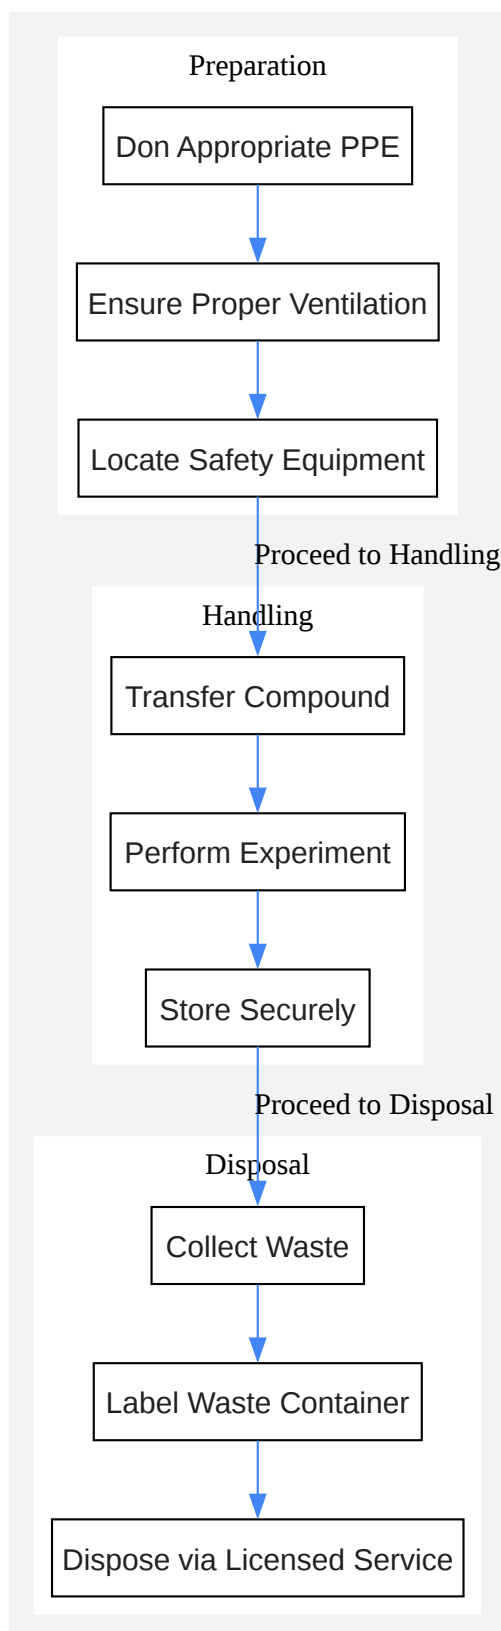 Preparation
Don Appropriate PPE
Ensure Proper Ventilation
Locate Safety Equipment
Proceed to Handling
Handling
Transfer Compound
Perform Experiment
Store Securely
Proceed to Disposal
Disposal
Collect Waste
Label Waste Container
Dispose via Licensed Service